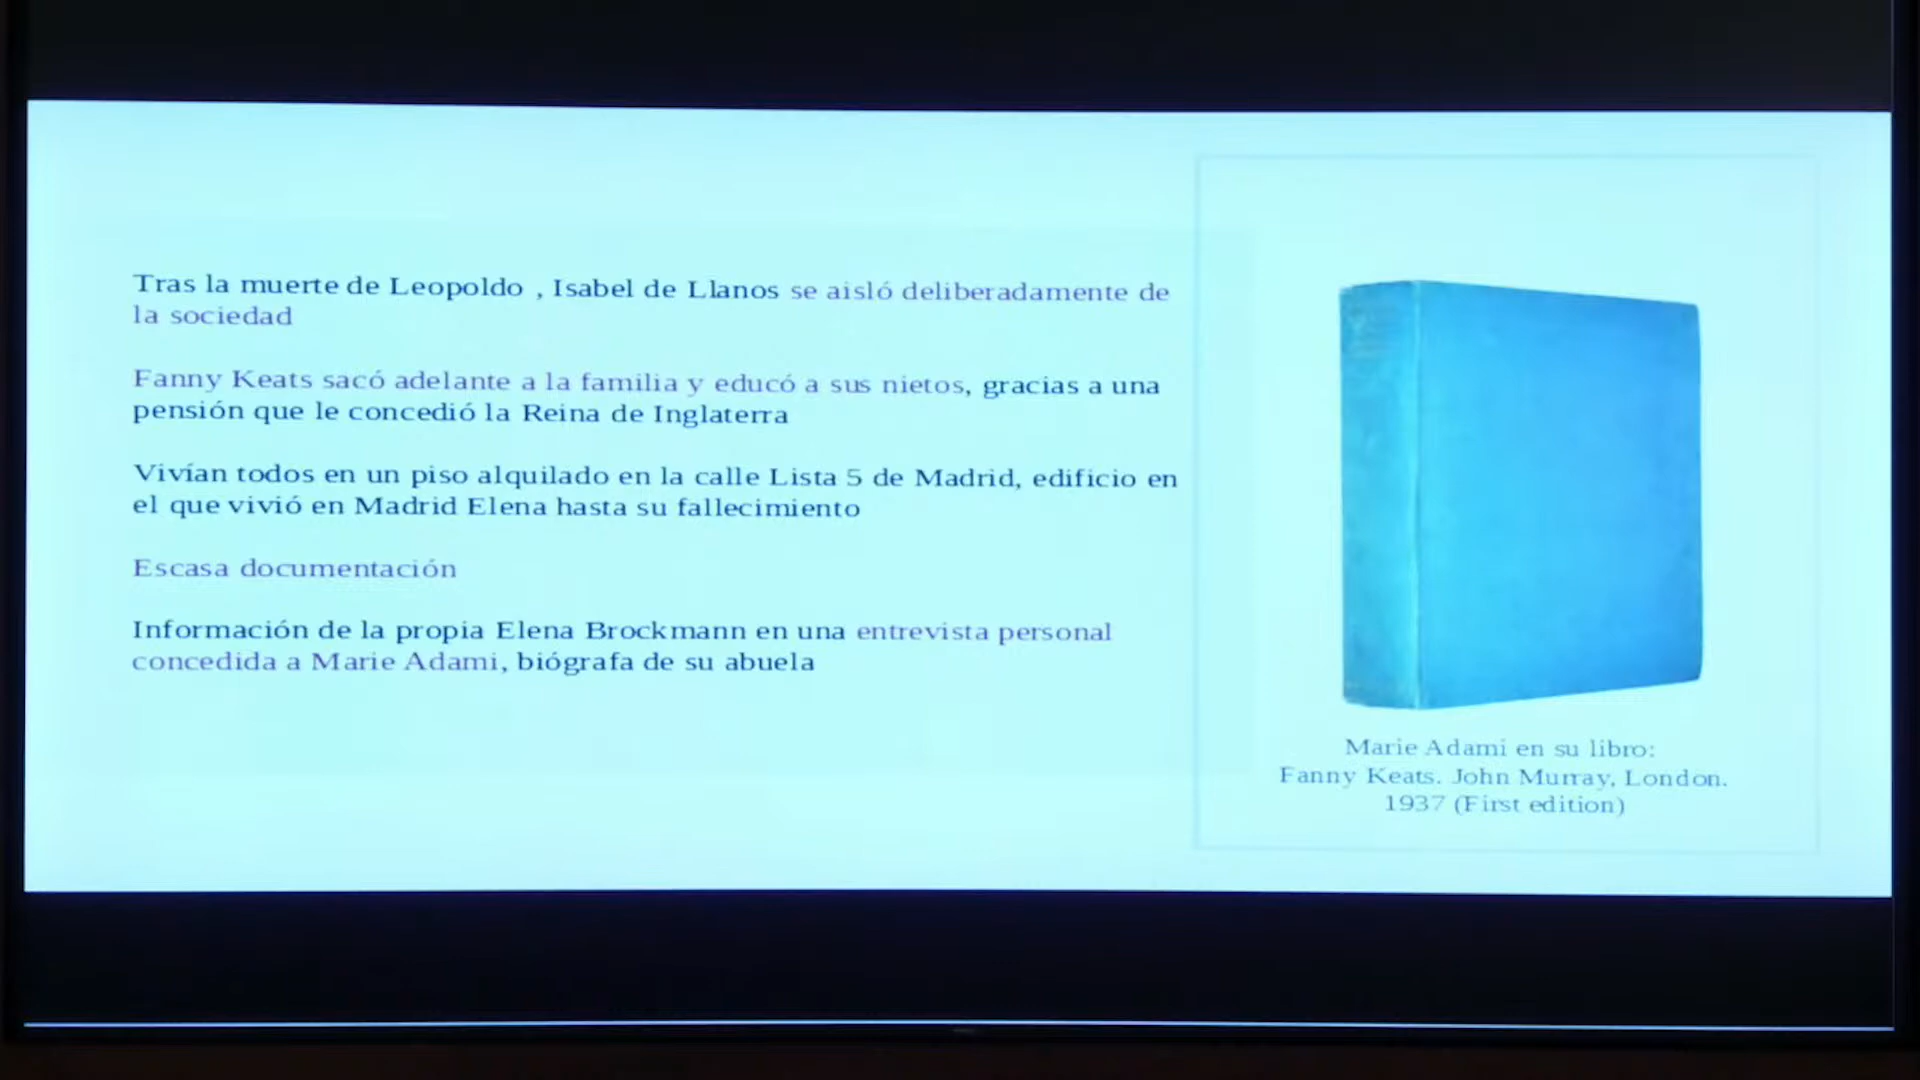 Tras la muerte de Leopoldo , Isabel de Llanos se aisló deliberadamente de
la sociedad
Fanny Keats sacó adelante a la familia y educó a sus nietos, gracias a una
pensión que le concedió la Reina de Inglaterra
Vivían todos en un piso alquilado en la calle Lista 5 de Madrid, edificio en
el que vivió en Madrid Elena hasta su fallecimiento
Escasa documentación
Información de la propia Elena Brockmann en una entrevista personal
concedida a Marie Adami, biógrafa de su abuela
Marie Adami en su libro:
Fanny Keats. John Murray, London.
1937 (First edition)